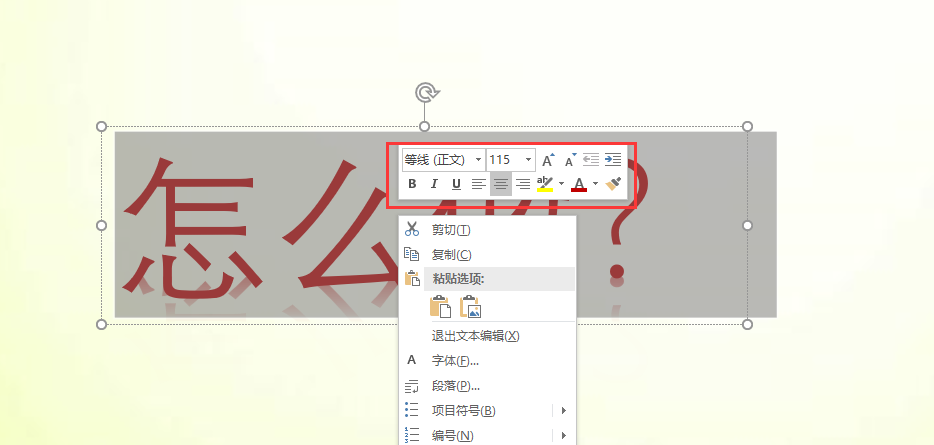 等线 (正文) 115 A A
B I U ab A
怎么 ?
剪切(T)
复制(C)
粘贴选项:
退出文本编辑(X)
A 字体(F)...
段落(P)...
项目符号(B)
编号(N)